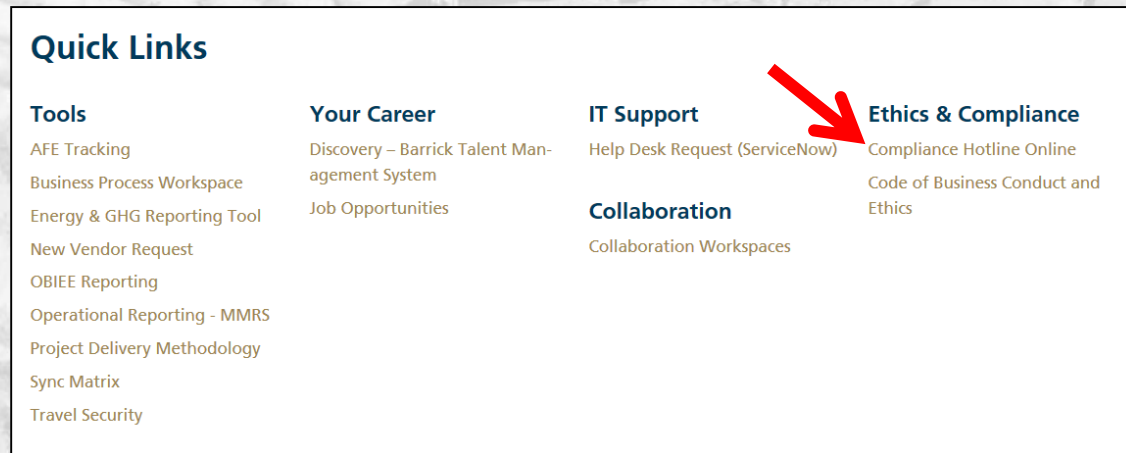 Quick Links
Tools
AFE Tracking
Business Process Workspace
Energy & GHG Reporting Tool
New Vendor Request
OBIEE Reporting
Operational Reporting - MMRS
Project Delivery Methodology
Sync Matrix
Travel Security
Your Career
Discovery – Barrick Talent Man-
agement System
Job Opportunities
IT Support
Help Desk Request (ServiceNow)
Collaboration
Collaboration Workspaces
Ethics & Compliance
Compliance Hotline Online
Code of Business Conduct and
Ethics